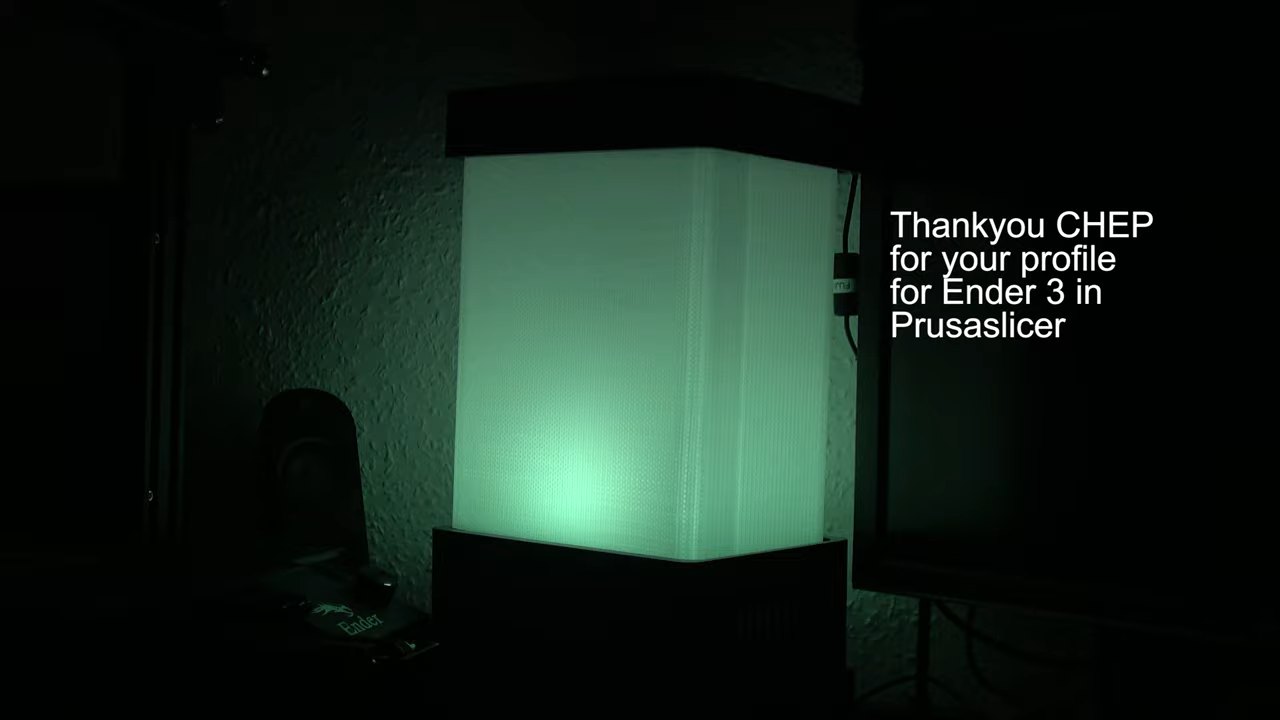 Thankyou CHEP
for your profile
for Ender 3 in
Prusaslicer
Ender